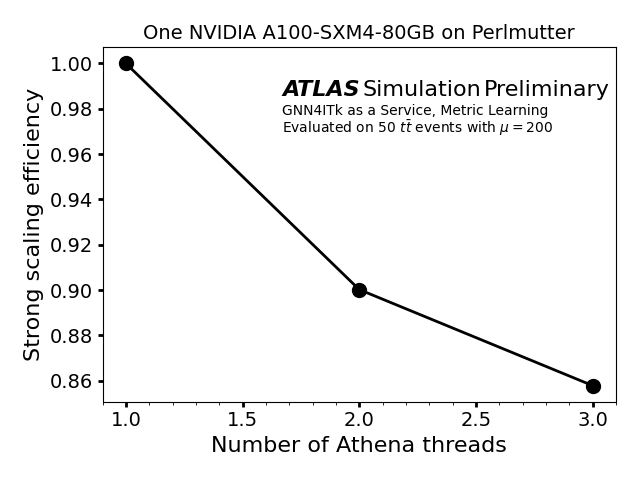 One NVIDIA A100-SXM4-80GB on Perlmutter
ATLAS Simulation Preliminary
GNN4ITk as a Service, Metric Learning
Evaluated on 50 tt̄ events with μ = 200
Strong scaling efficiency
1.00
0.98
0.96
0.94
0.92
0.90
0.88
0.86
1.0 1.5 2.0 2.5 3.0
Number of Athena threads